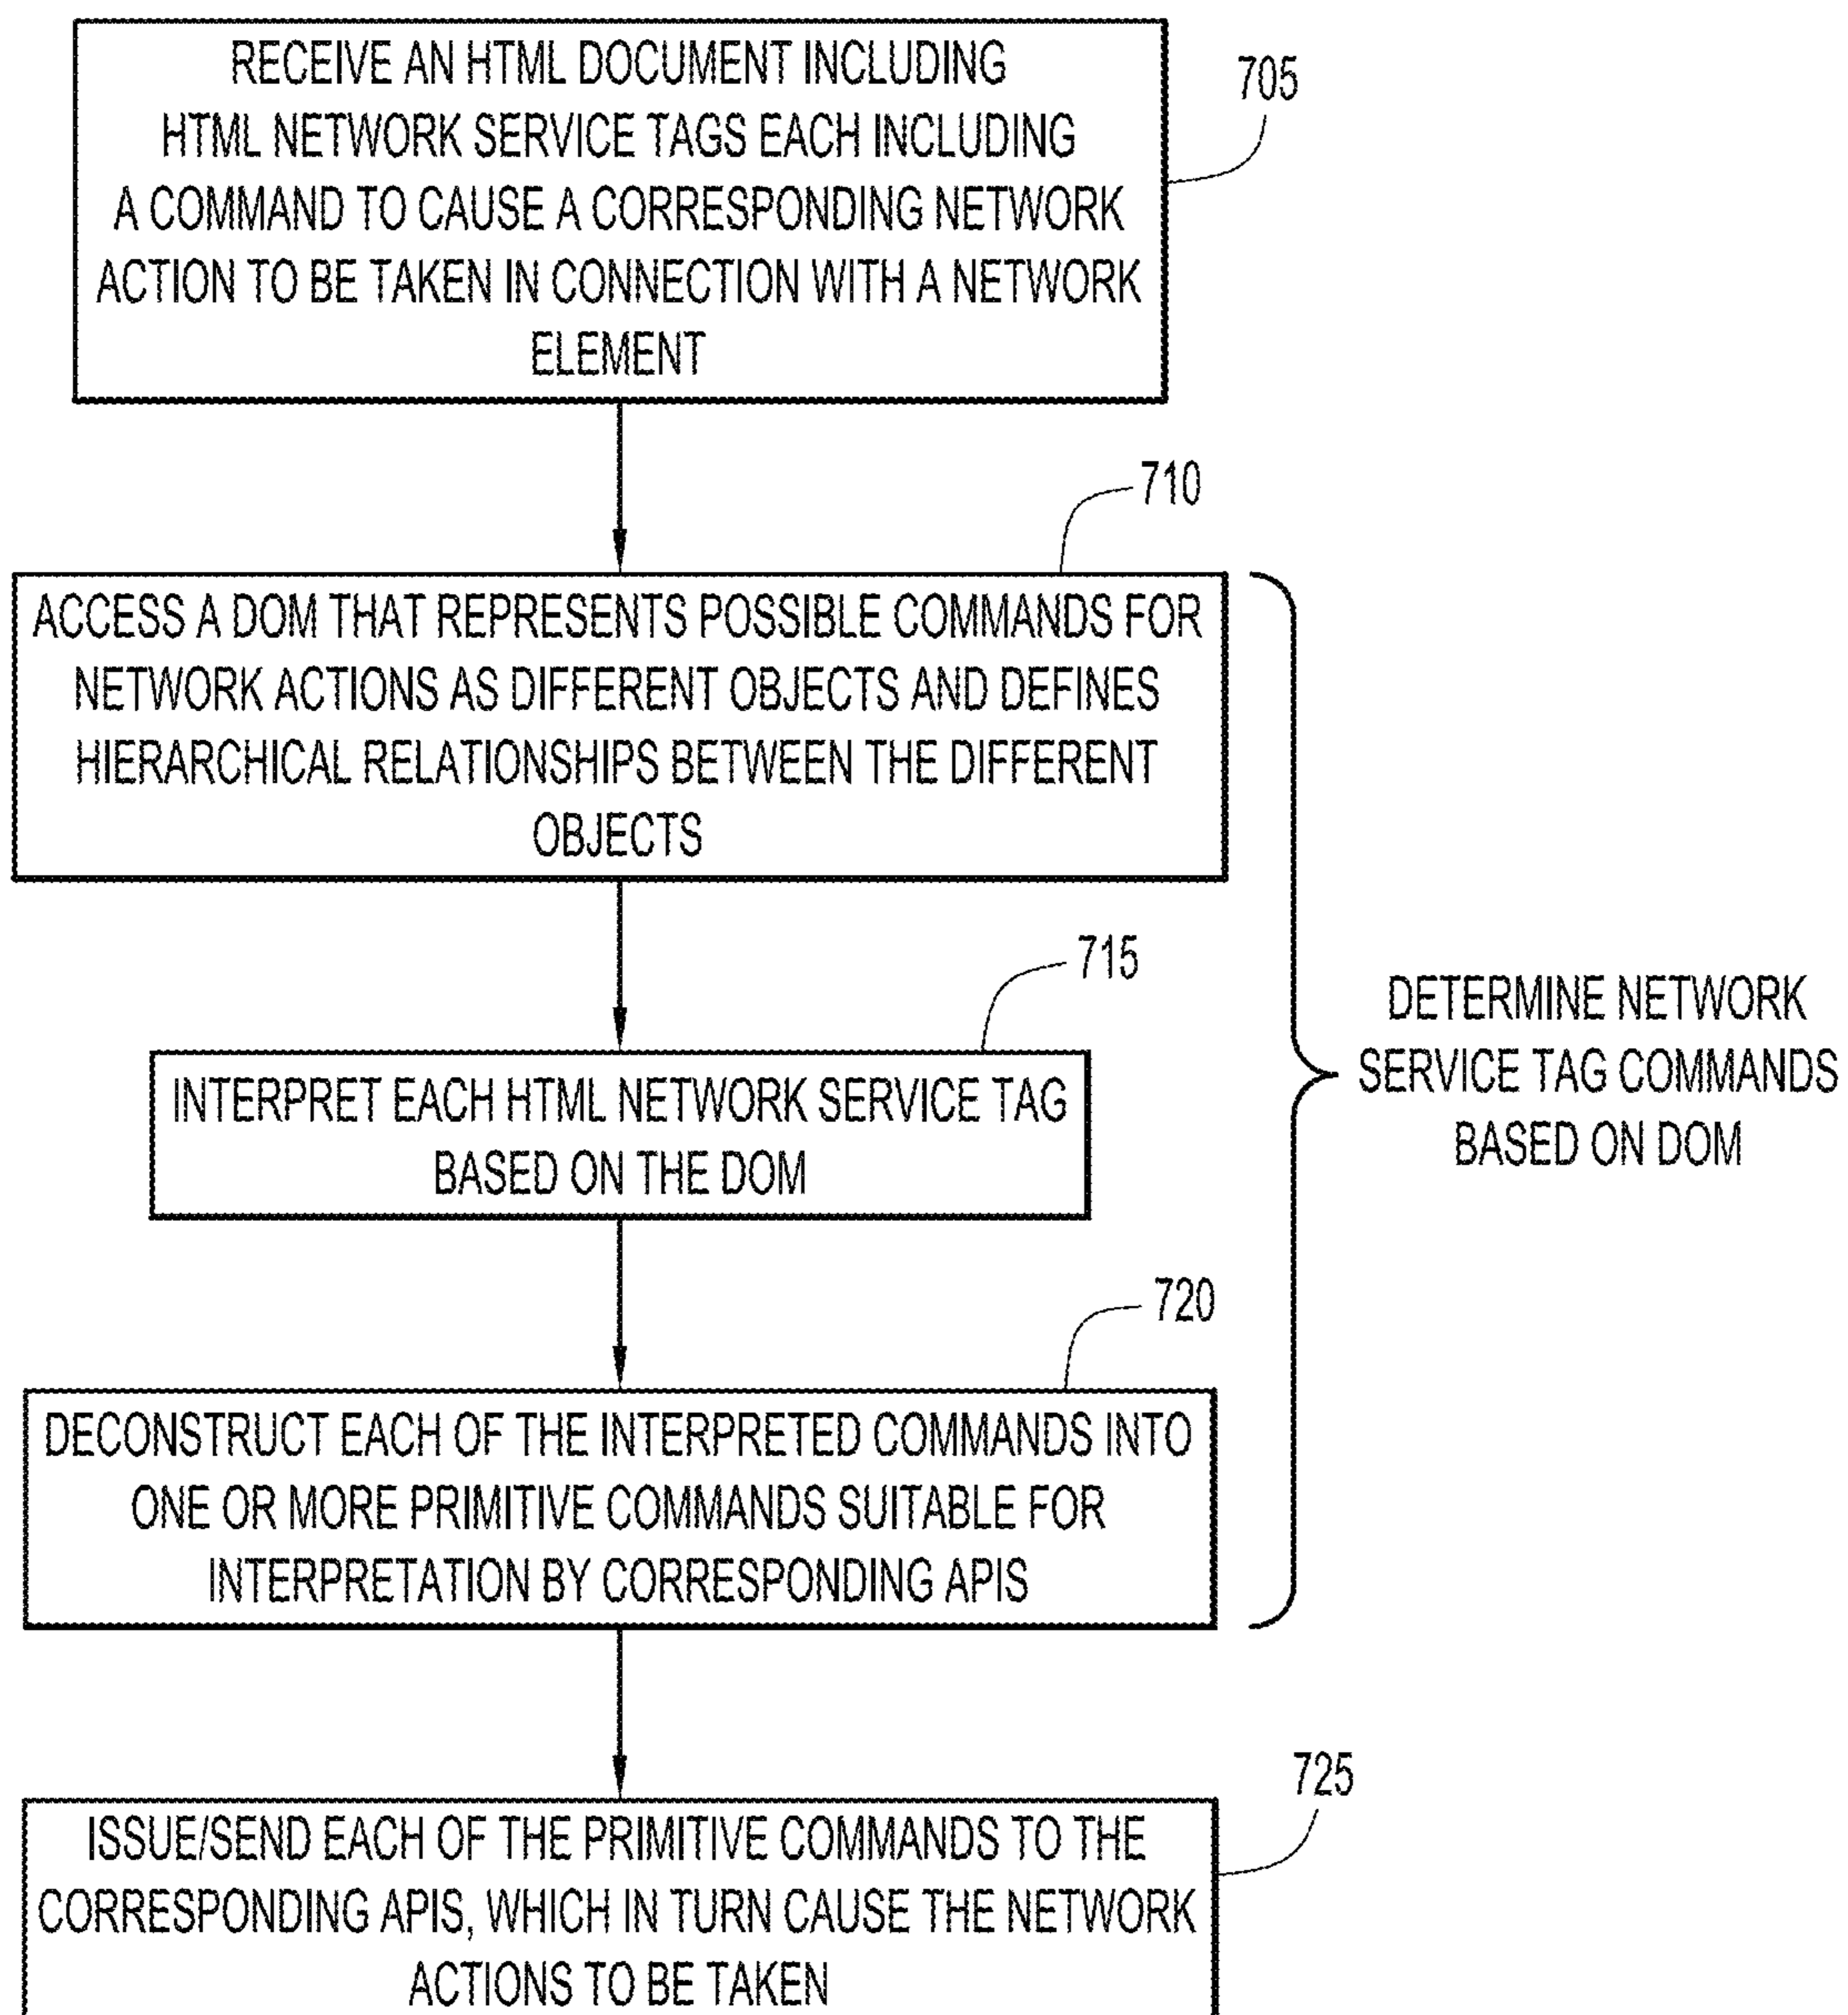 RECEIVE AN HTML DOCUMENT INCLUDING
HTML NETWORK SERVICE TAGS EACH INCLUDING
A COMMAND TO CAUSE A CORRESPONDING NETWORK
ACTION TO BE TAKEN IN CONNECTION WITH A NETWORK
ELEMENT
705
710
ACCESS A DOM THAT REPRESENTS POSSIBLE COMMANDS FOR
NETWORK ACTIONS AS DIFFERENT OBJECTS AND DEFINES
HIERARCHICAL RELATIONSHIPS BETWEEN THE DIFFERENT
OBJECTS
715
INTERPRET EACH HTML NETWORK SERVICE TAG
BASED ON THE DOM
DETERMINE NETWORK
SERVICE TAG COMMANDS
BASED ON DOM
720
DECONSTRUCT EACH OF THE INTERPRETED COMMANDS INTO
ONE OR MORE PRIMITIVE COMMANDS SUITABLE FOR
INTERPRETATION BY CORRESPONDING APIS
725
ISSUE/SEND EACH OF THE PRIMITIVE COMMANDS TO THE
CORRESPONDING APIS, WHICH IN TURN CAUSE THE NETWORK
ACTIONS TO BE TAKEN